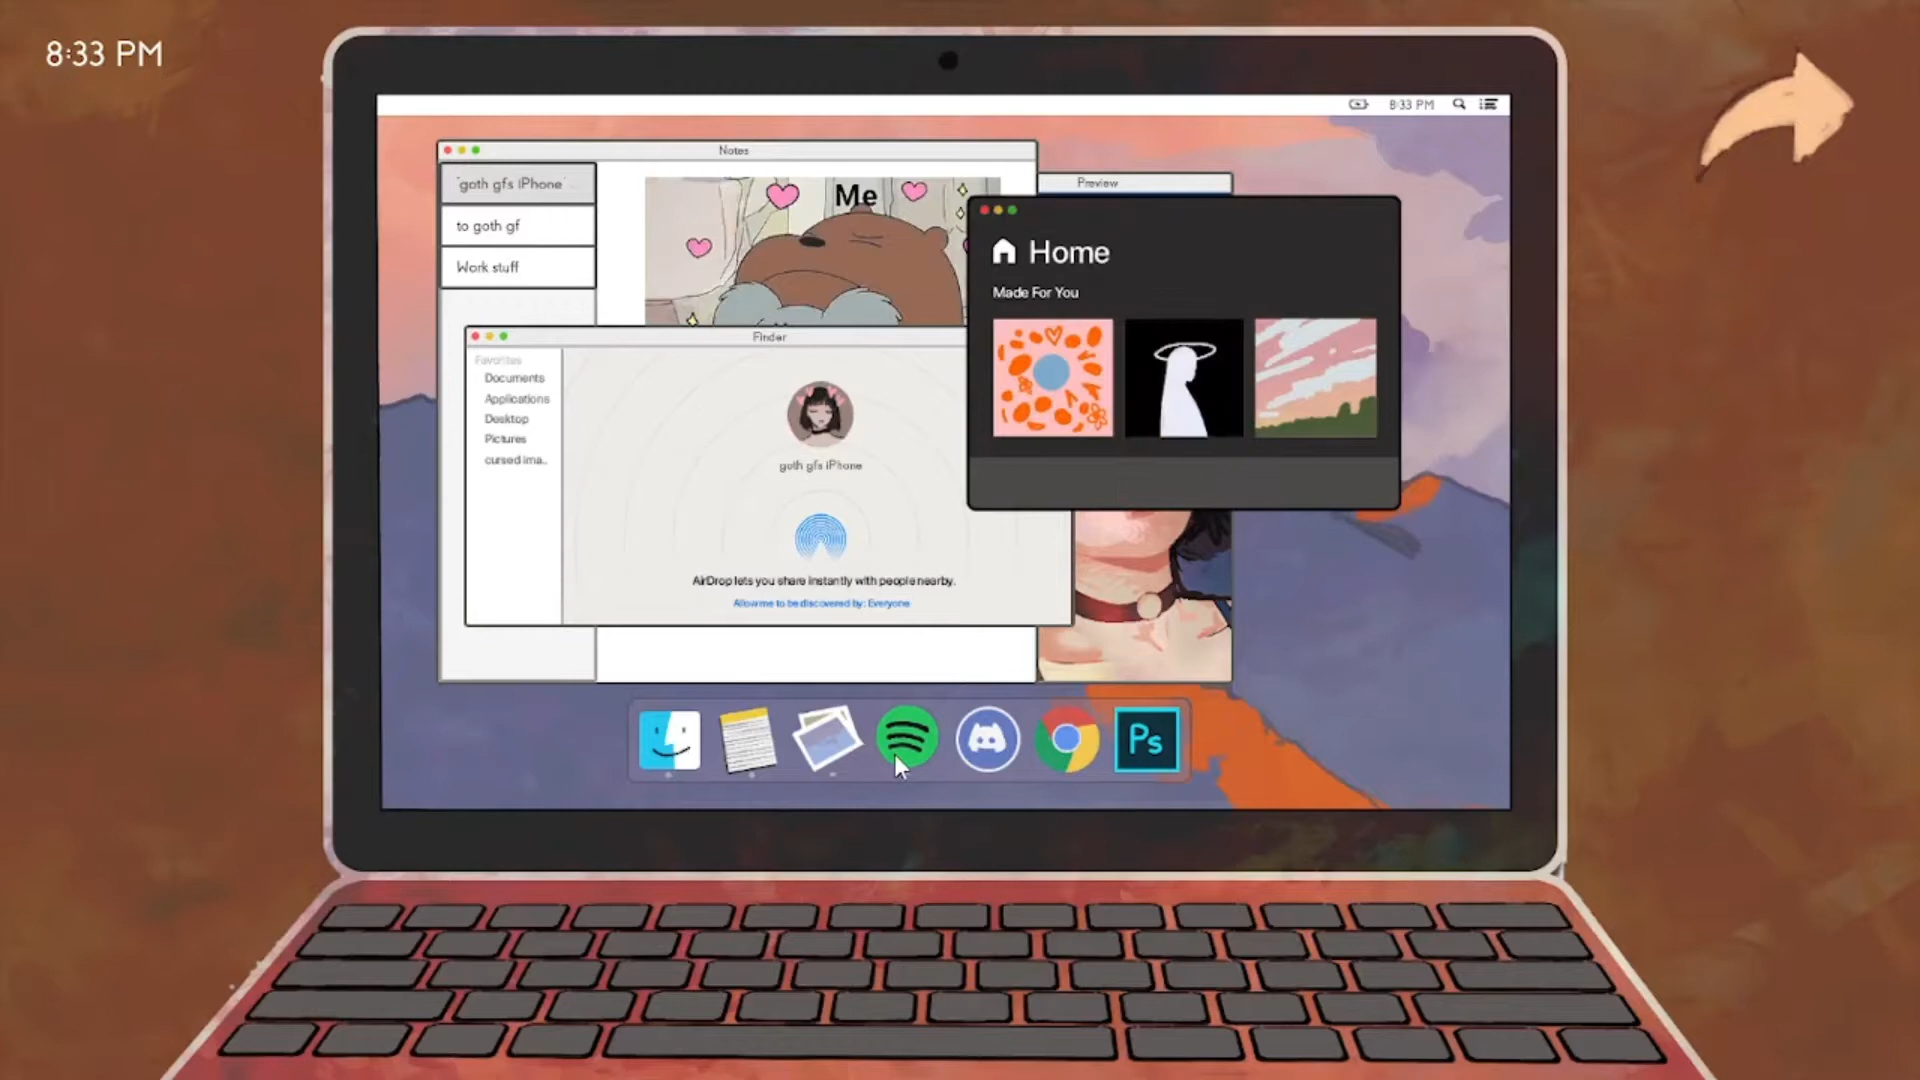 8:33 PM
8:33 PM
Notes
'goth gfs iPhone'
to goth gf
Work stuff
Me
Preview
Home
Made For You
Finder
Favorites
Documents
Applications
Desktop
Pictures
cursed ima..
goth gfs iPhone
AirDrop lets you share instantly with people nearby.
Allow me to be discovered by: Everyone
Ps